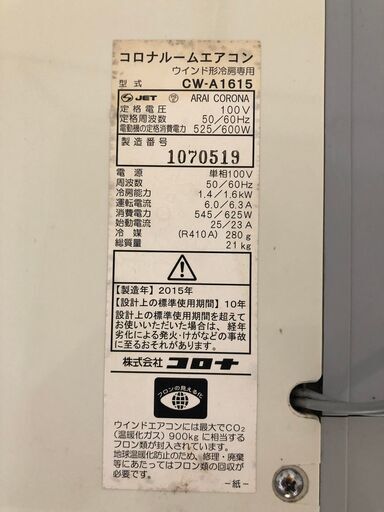 コロナルームエアコン
ウインド形冷房専用
型式 CW-A1615
JET ARAI CORONA
定格電圧 100V
定格周波数 50/60Hz
電動機の定格消費電力 525/600W
製造番号
1070519
電源 単相100V
周波数 50/60Hz
冷房能力 1.4/1.6kW
運転電流 6.0/6.3A
消費電力 545/625W
始動電流 25/23A
冷媒 (R410A) 280g
総質量 21kg
【製造年】2015年
【設計上の標準使用期間】10年
設計上の標準使用期間を超えて
お使いいただいた場合は、経年
劣化による発火・けがなどの事故
に至るおそれがあります。
株式会社コロナ
フロンの見える化
ウインドエアコンには最大でCO₂
(温暖化ガス) 900kgに相当する
フロン類が封入されています。
地球温暖化防止のため、修理・廃棄
等にあたってはフロン類の回収が
必要です。
-紙-